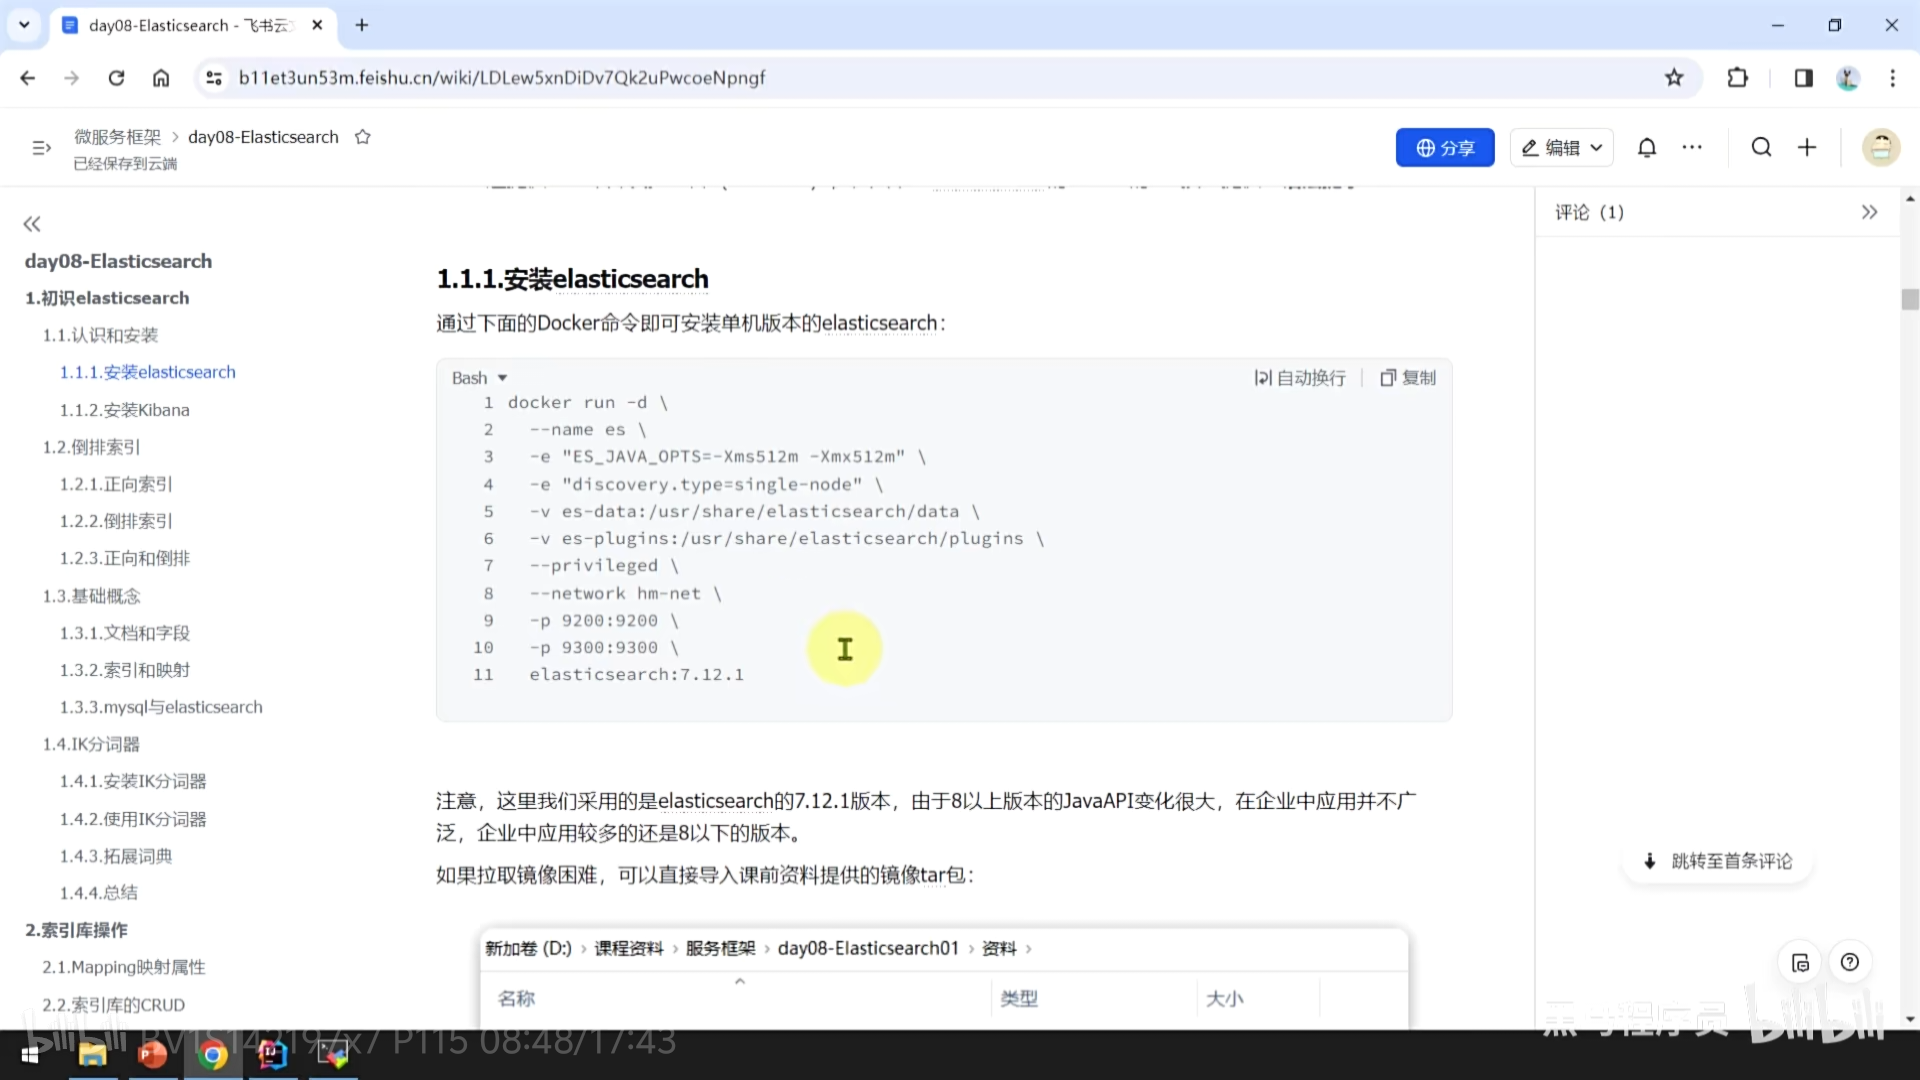 day08-Elasticsearch - 飞书云
b11et3un53m.feishu.cn/wiki/LDLew5xnDiDv7Qk2uPwcoeNpngf
微服务框架 > day08-Elasticsearch
已经保存到云端
分享
编辑
day08-Elasticsearch
1.初识elasticsearch
1.1.认识和安装
1.1.1.安装elasticsearch
1.1.2.安装Kibana
1.2.倒排索引
1.2.1.正向索引
1.2.2.倒排索引
1.2.3.正向和倒排
1.3.基础概念
1.3.1.文档和字段
1.3.2.索引和映射
1.3.3.mysql与elasticsearch
1.4.IK分词器
1.4.1.安装IK分词器
1.4.2.使用IK分词器
1.4.3.拓展词典
1.4.4.总结
2.索引库操作
2.1.Mapping映射属性
2.2.索引库的CRUD
1.1.1.安装elasticsearch
通过下面的Docker命令即可安装单机版本的elasticsearch：
Bash
自动换行
复制
1 docker run -d \
2 --name es \
3 -e "ES_JAVA_OPTS=-Xms512m -Xmx512m" \
4 -e "discovery.type=single-node" \
5 -v es-data:/usr/share/elasticsearch/data \
6 -v es-plugins:/usr/share/elasticsearch/plugins \
7 --privileged \
8 --network hm-net \
9 -p 9200:9200 \
10 -p 9300:9300 \
11 elasticsearch:7.12.1
注意，这里我们采用的是elasticsearch的7.12.1版本，由于8以上版本的JavaAPI变化很大，在企业中应用并不广
泛，企业中应用较多的还是8以下的版本。
如果拉取镜像困难，可以直接导入课前资料提供的镜像tar包：
新加卷 (D:) > 课程资料 > 服务框架 > day08-Elasticsearch01 > 资料 >
名称
类型
大小
评论（1）
跳转至首条评论
bilibili
P115 08:48/17:43
bilibili